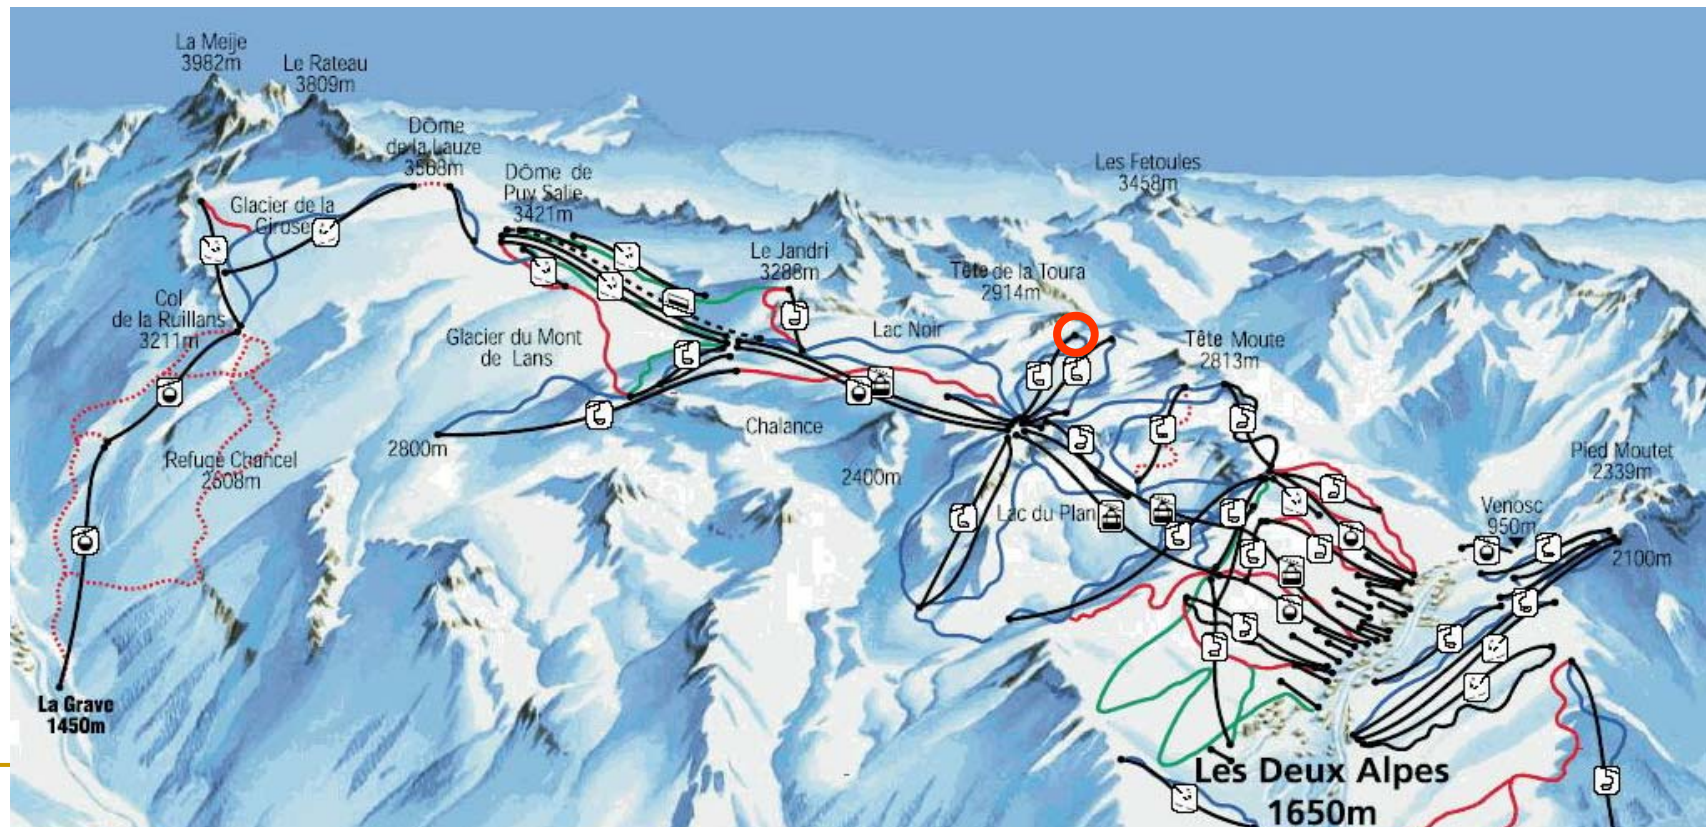 La Meije
3982m
Le Rateau
3809m
Dôme
de la Lauze
3568m
Dôme de
Puy Salie
3421m
Les Fetoules
3458m
Glacier de la
Girose
Le Jandri
3288m
Tête de la Toura
2914m
Col
de la Ruillans
3211m
Glacier du Mont
de Lans
Lac Noir
Tête Moute
2813m
Chalance
2800m
2400m
Refuge Chancel
2508m
Pied Moutet
2339m
Venosc
950m
Lac du Plan
2100m
La Grave
1450m
Les Deux Alpes
1650m